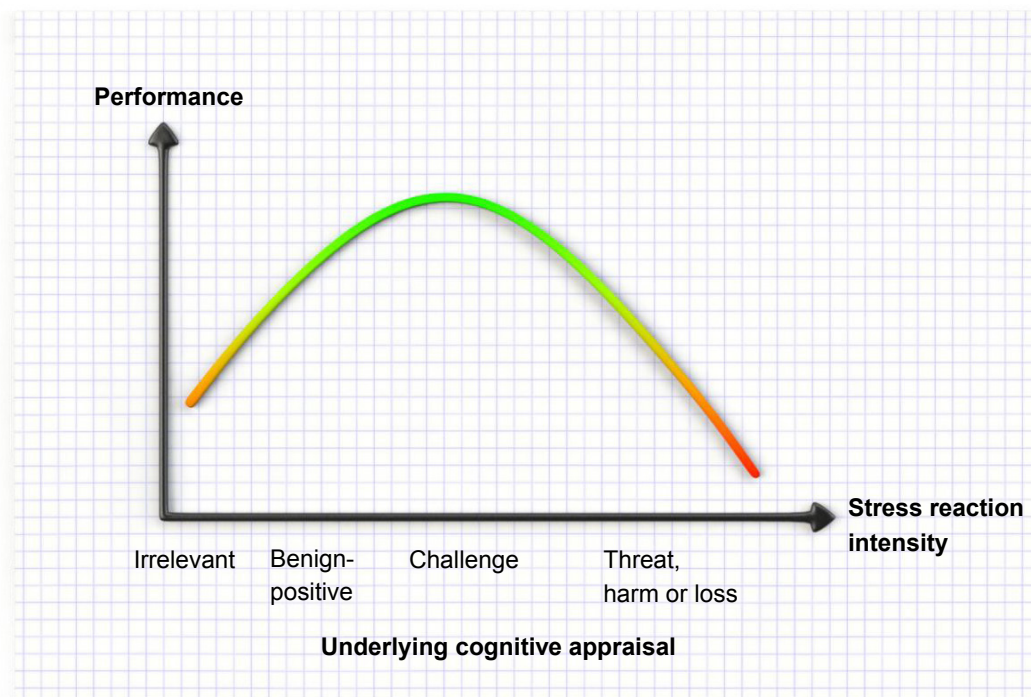 Performance
Stress reaction
intensity
Irrelevant
Benign-
positive
Challenge
Threat,
harm or loss
Underlying cognitive appraisal